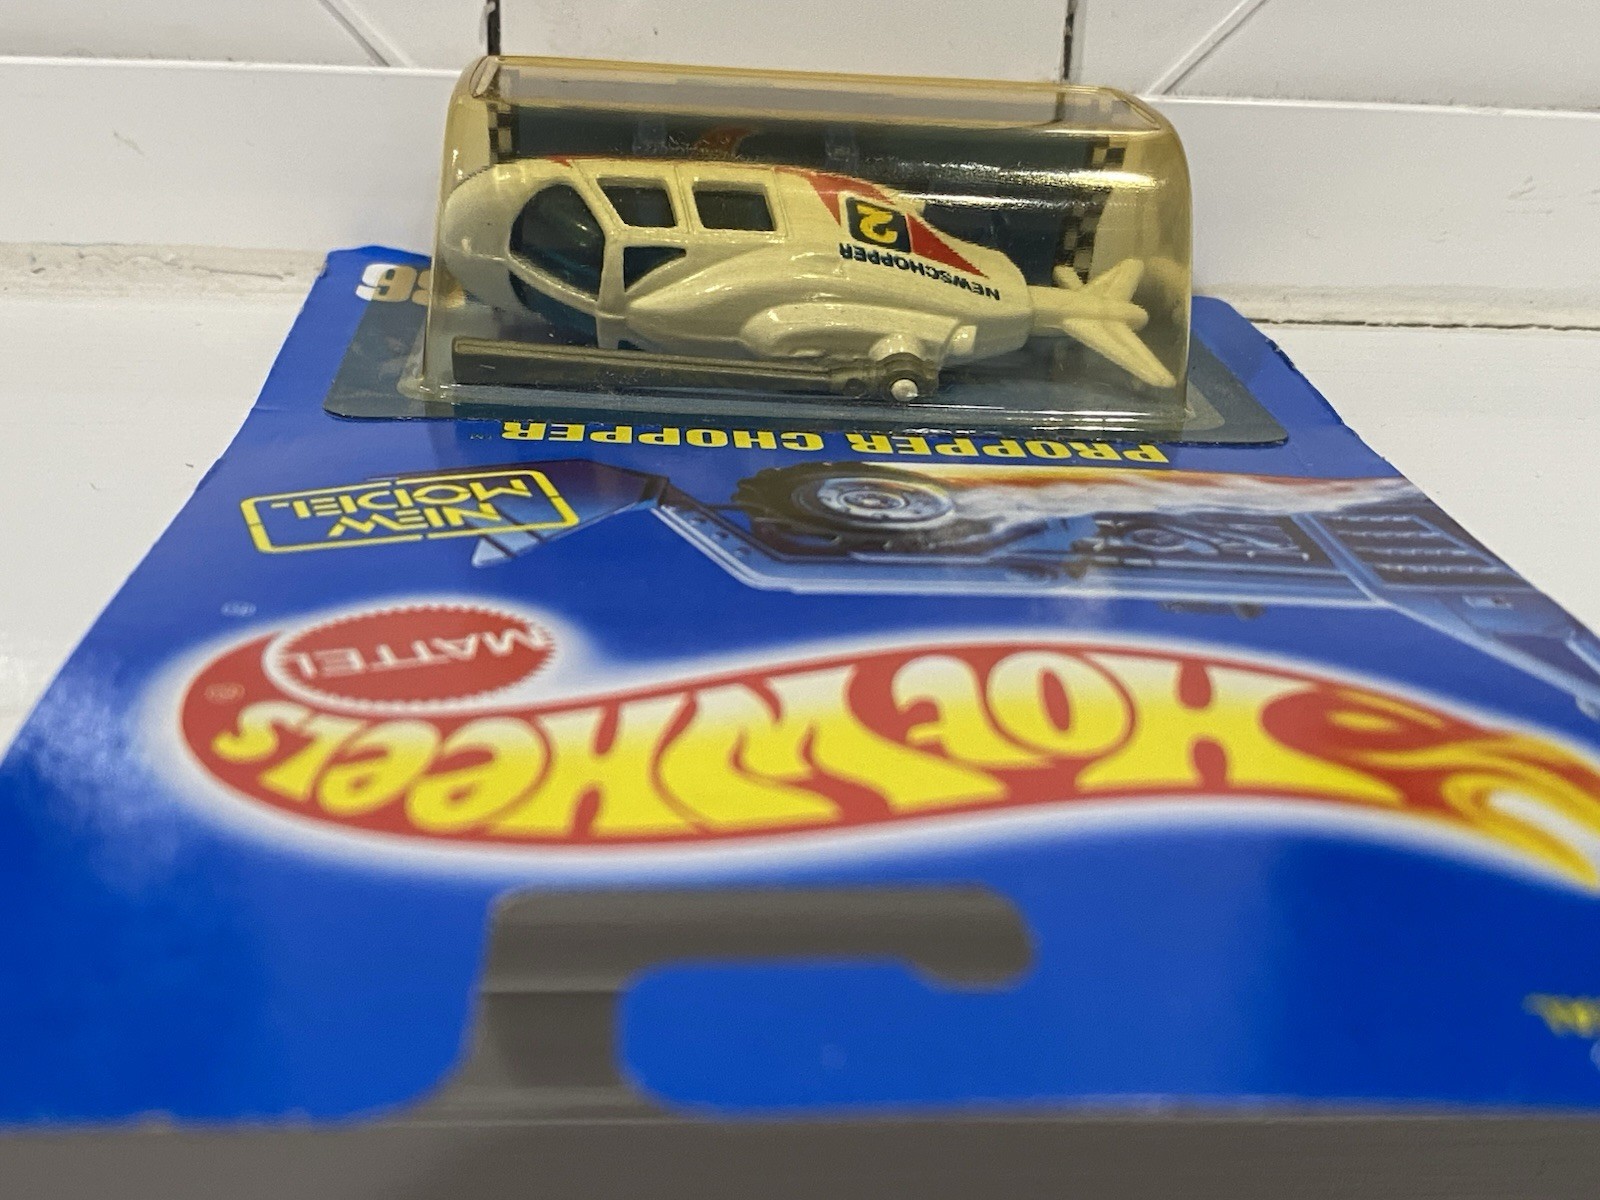 HOT WHEELS
MATTEL
NEW
MODEL
PROPPER CHOPPER
2
NEWSCHOPPER